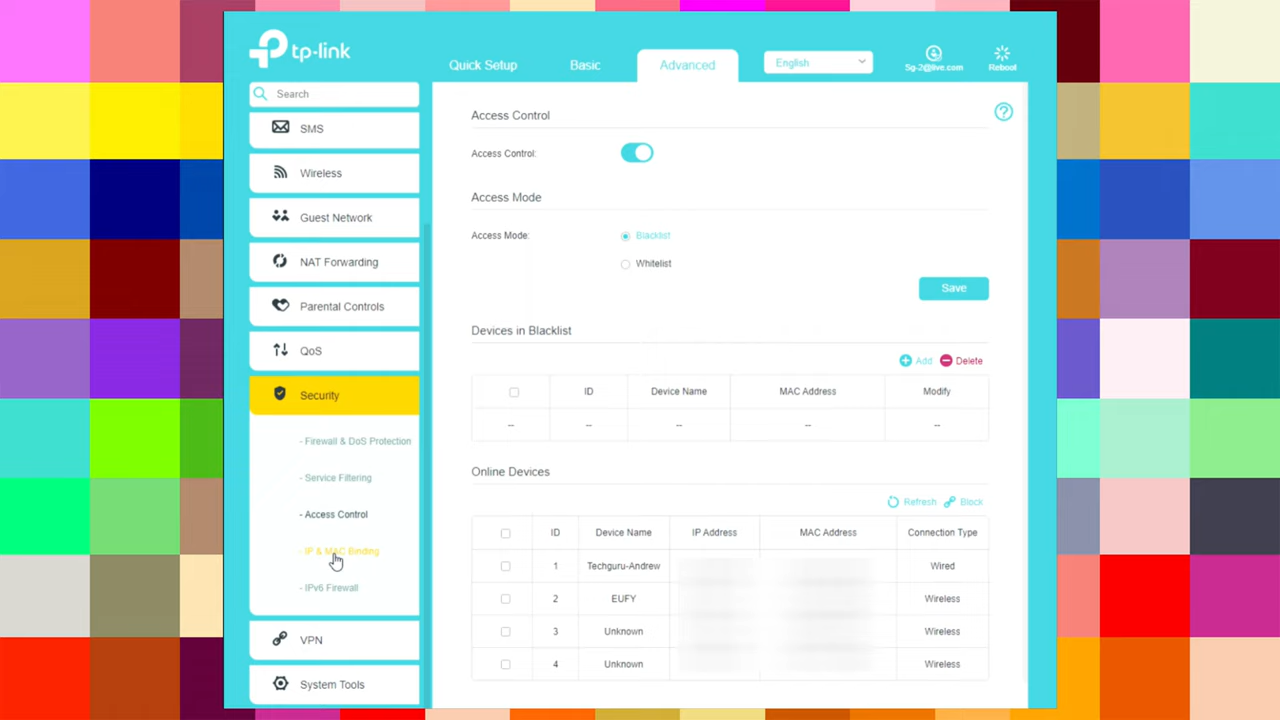 tp-link
Quick Setup
Basic
Advanced
English
Sg-2@live.com
Reboot
Search
SMS
Wireless
Guest Network
NAT Forwarding
Parental Controls
QoS
Security
- Firewall & DoS Protection
- Service Filtering
- Access Control
- IP & MAC Binding
- IPv6 Firewall
VPN
System Tools
Access Control
?
Access Control:
Access Mode
Access Mode: Blacklist
Whitelist
Save
Devices in Blacklist
Add Delete
ID Device Name MAC Address Modify
-- -- -- -- --
Online Devices
Refresh Block
ID Device Name IP Address MAC Address Connection Type
1 Techguru-Andrew Wired
2 EUFY Wireless
3 Unknown Wireless
4 Unknown Wireless